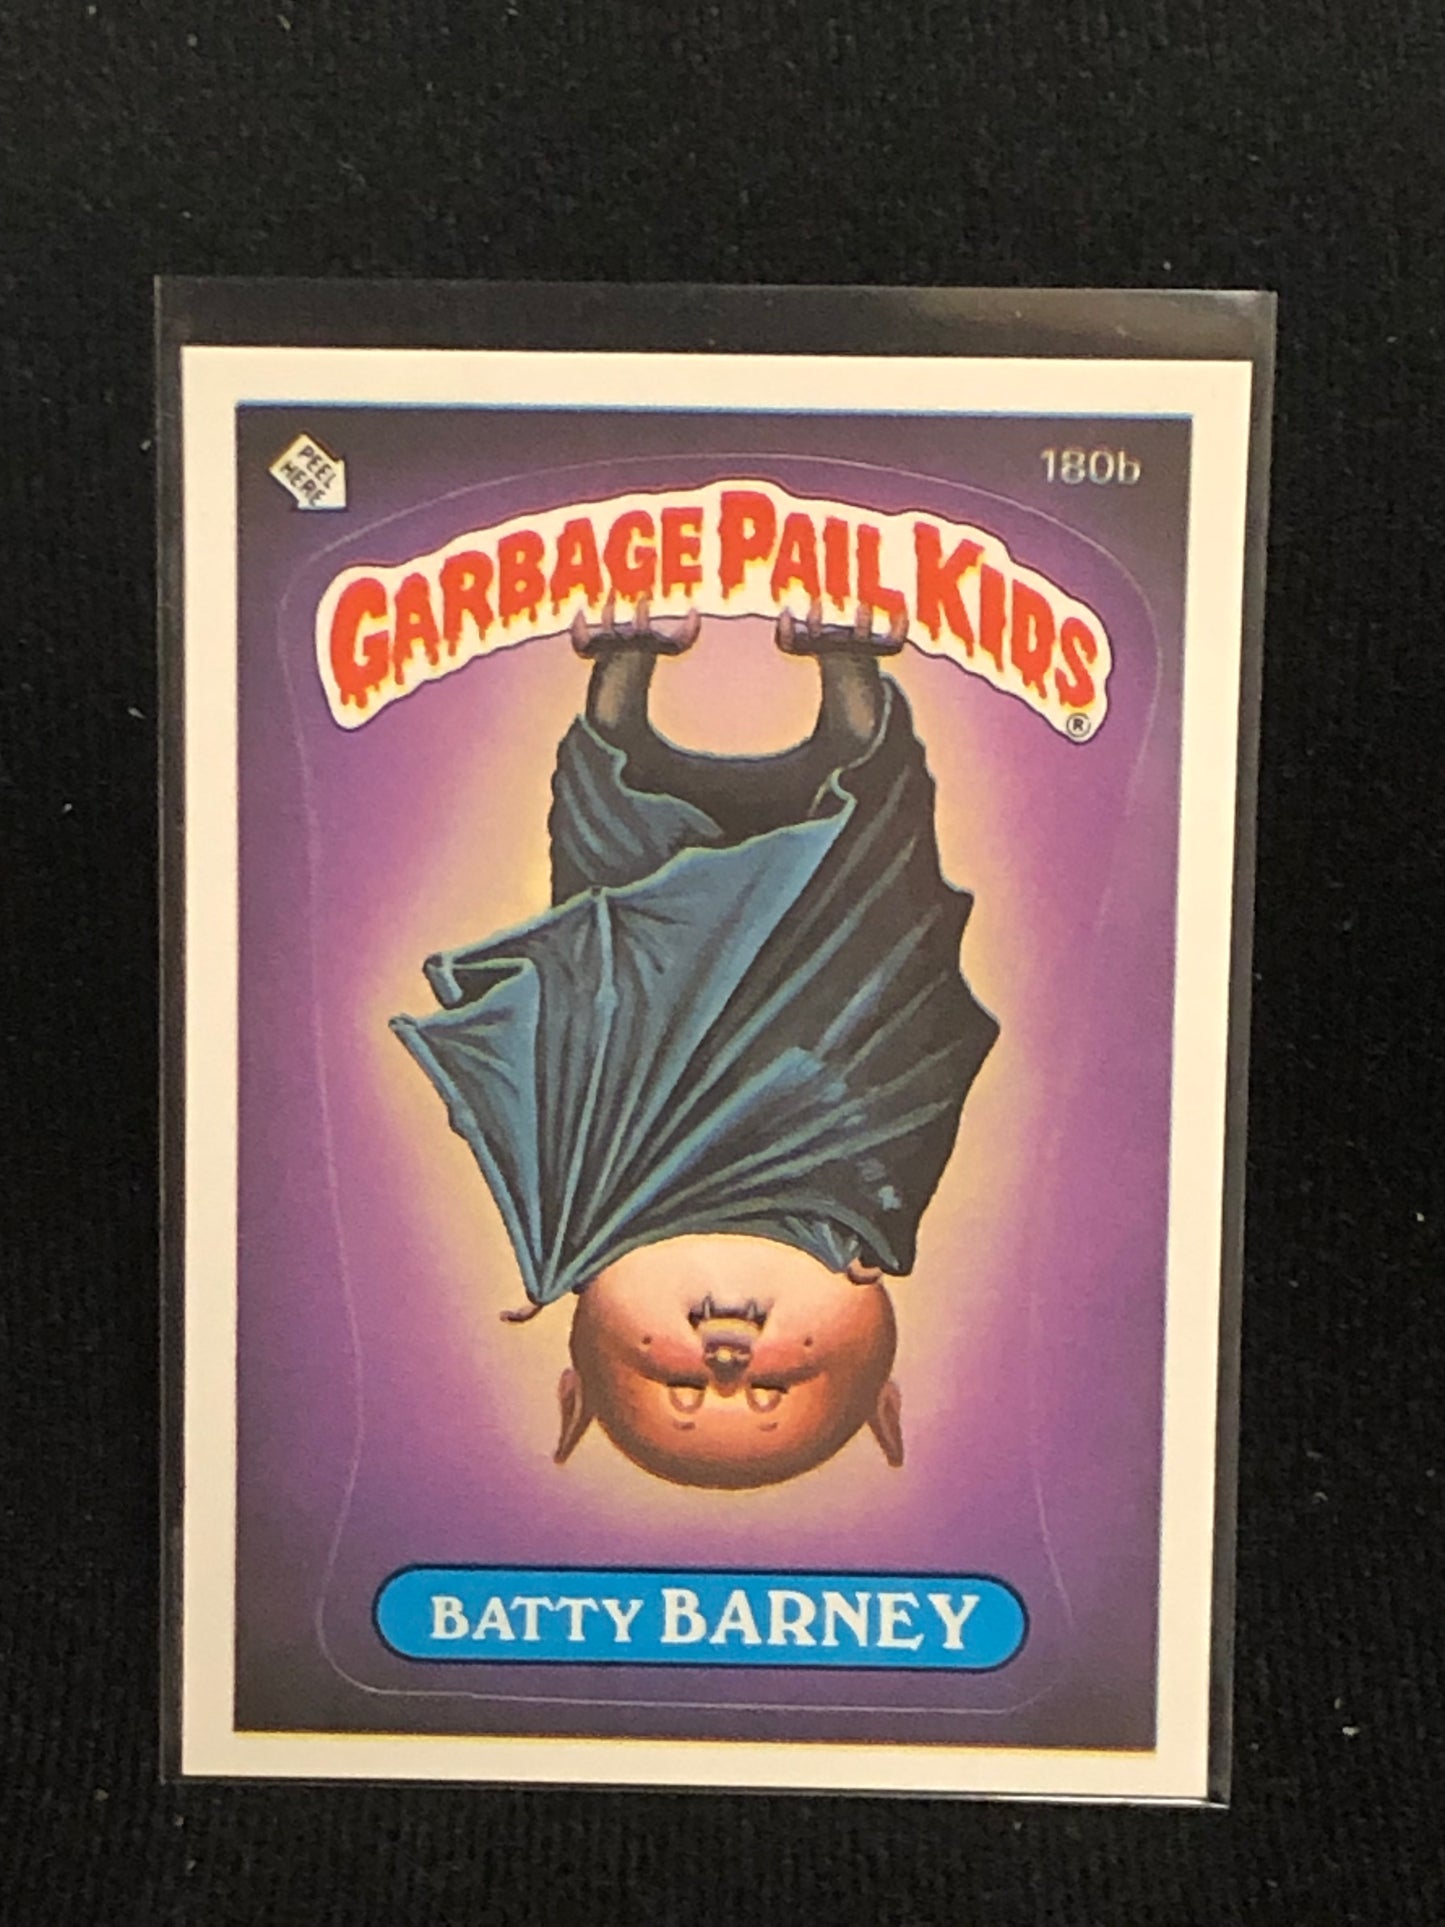 PEEL
HERE
180b
GARBAGE PAIL KIDS
®
BATTY BARNEY